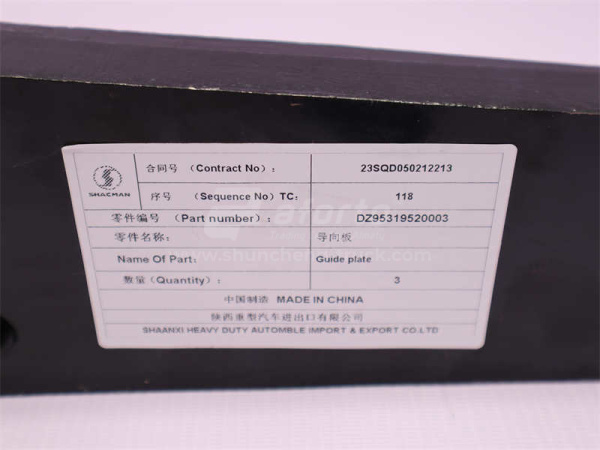 SHACMAN
合同号 (Contract No): 23SQD050212213
序号 (Sequence No) TC: 118
零件编号 (Part number): DZ95319520003
零件名称: 导向板
Name Of Part: Guide plate
数量 (Quantity): 3
中国制造 MADE IN CHINA
陕西重型汽车进出口有限公司
SHAANXI HEAVY DUTY AUTOMBLE IMPORT & EXPORT CO.LTD